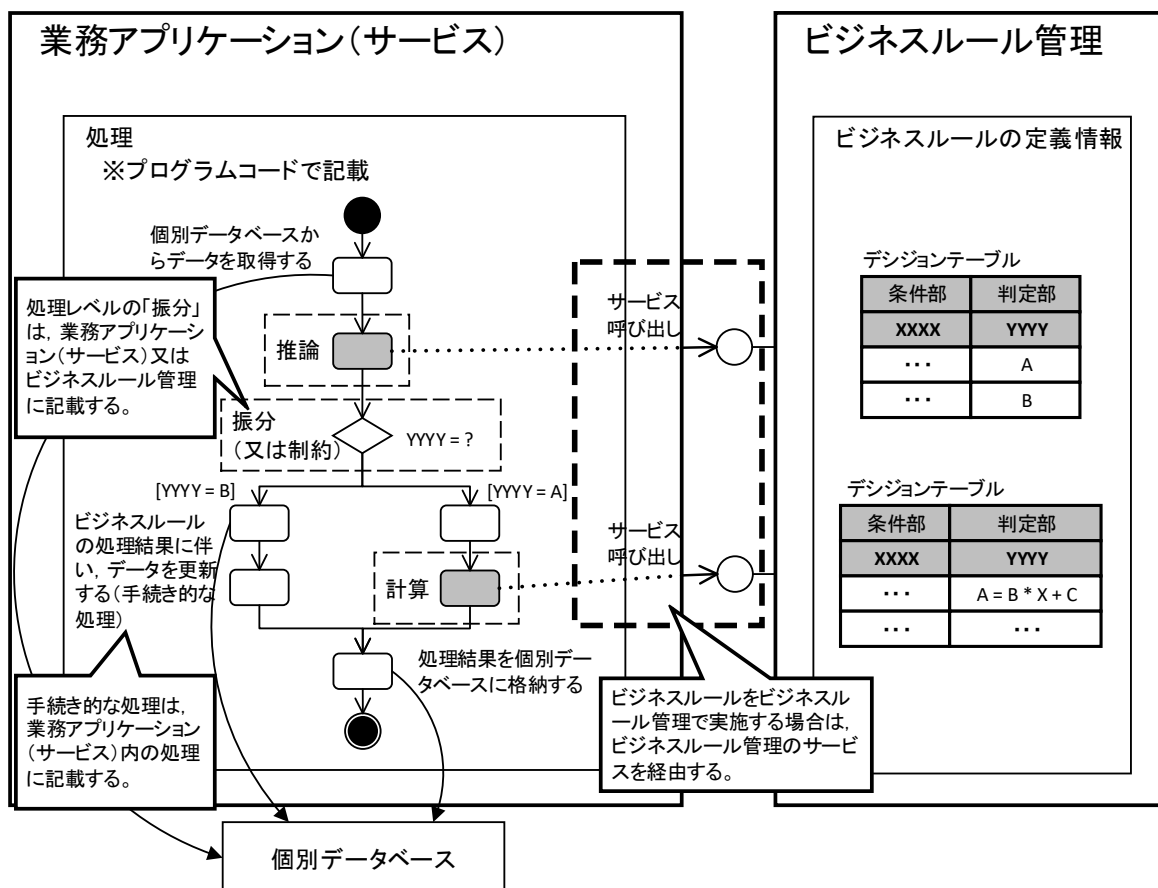 業務アプリケーション（サービス）
処理
※プログラムコードで記載
個別データベースか
らデータを取得する
処理レベルの「振分」
は，業務アプリケーシ
ョン（サービス）又は
ビジネスルール管理
に記載する。
推論
振分
（又は制約）
YYYY = ?
[YYYY = B]
[YYYY = A]
ビジネスルール
の処理結果に伴
い，データを更新
する（手続き的な
処理）
計算
処理結果を個別デー
タベースに格納する
手続き的な処理は，
業務アプリケーション
（サービス）内の処理
に記載する。
個別データベース
サービス
呼び出し
サービス
呼び出し
ビジネスルールをビジネスル
ール管理で実施する場合は，
ビジネスルール管理のサービ
スを経由する。
ビジネスルール管理
ビジネスルールの定義情報
デシジョンテーブル
条件部 判定部
XXXX YYYY
・・・ A
・・・ B
デシジョンテーブル
条件部 判定部
XXXX YYYY
・・・ A = B * X + C
・・・ ・・・